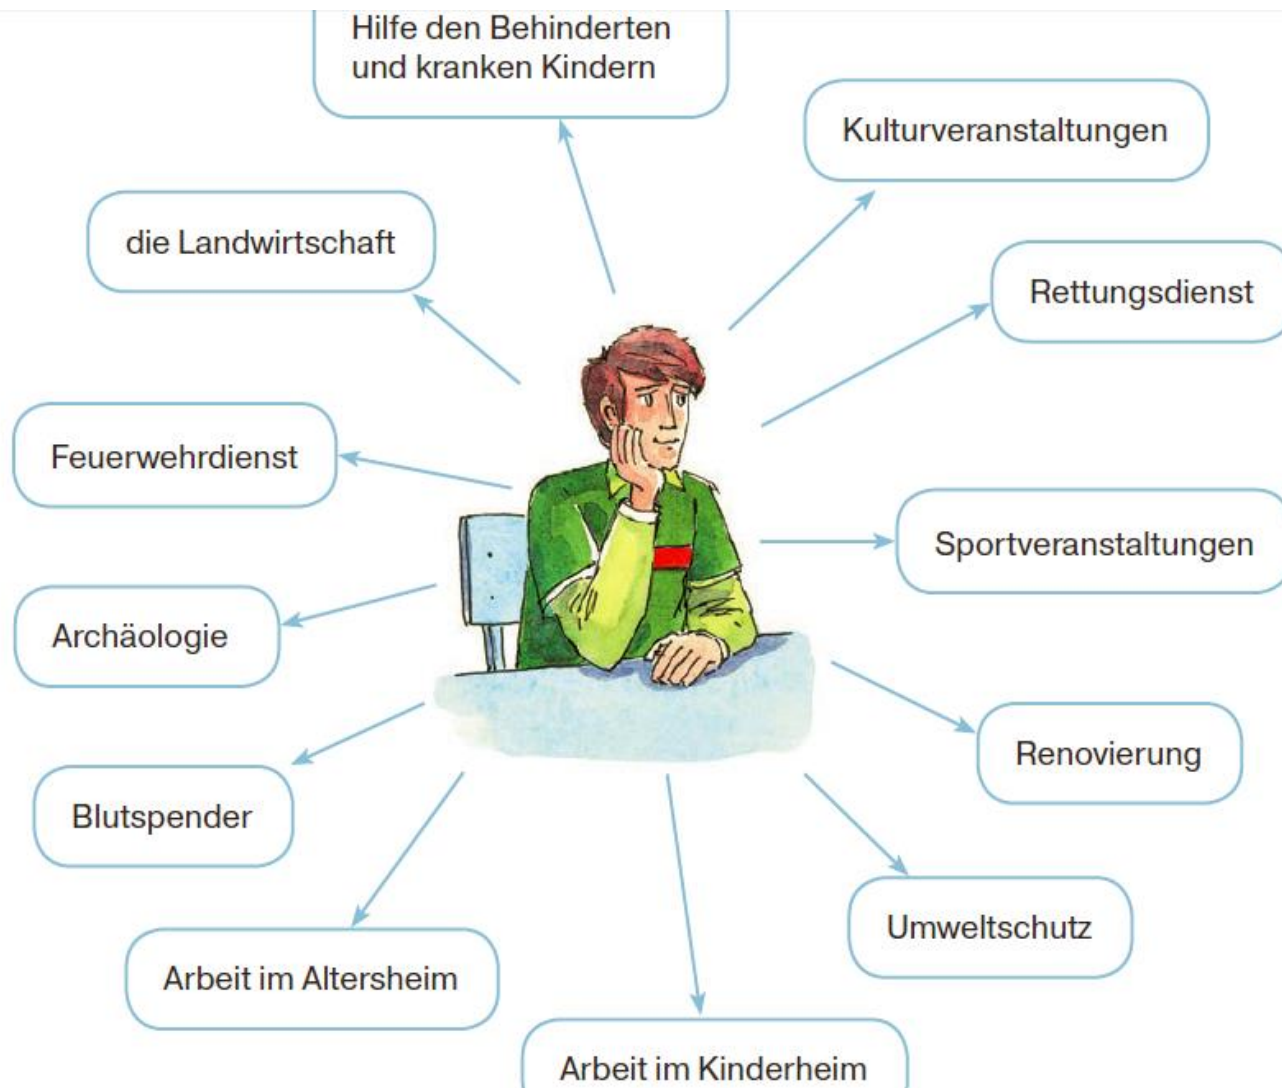 Hilfe den Behinderten
und kranken Kindern
Kulturveranstaltungen
die Landwirtschaft
Rettungsdienst
Feuerwehrdienst
Sportveranstaltungen
Archäologie
Renovierung
Blutspender
Umweltschutz
Arbeit im Altersheim
Arbeit im Kinderheim